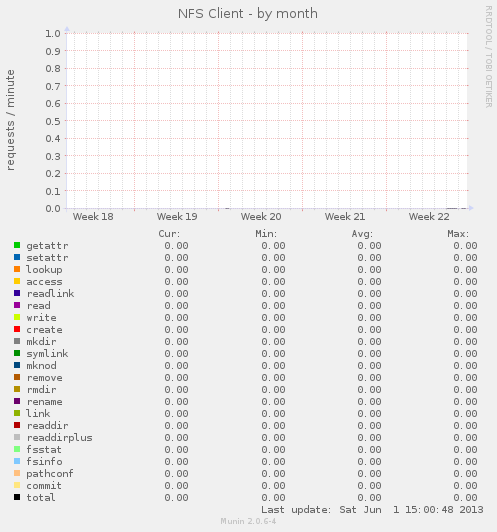 NFS Client - by month
RRDTOOL / TOBI OETIKER
requests / minute
1.0
0.9
0.8
0.7
0.6
0.5
0.4
0.3
0.2
0.1
0.0
Week 18 Week 19 Week 20 Week 21 Week 22
Cur: Min: Avg: Max:
getattr 0.00 0.00 0.00 0.00
setattr 0.00 0.00 0.00 0.00
lookup 0.00 0.00 0.00 0.00
access 0.00 0.00 0.00 0.00
readlink 0.00 0.00 0.00 0.00
read 0.00 0.00 0.00 0.00
write 0.00 0.00 0.00 0.00
create 0.00 0.00 0.00 0.00
mkdir 0.00 0.00 0.00 0.00
symlink 0.00 0.00 0.00 0.00
mknod 0.00 0.00 0.00 0.00
remove 0.00 0.00 0.00 0.00
rmdir 0.00 0.00 0.00 0.00
rename 0.00 0.00 0.00 0.00
link 0.00 0.00 0.00 0.00
readdir 0.00 0.00 0.00 0.00
readdirplus 0.00 0.00 0.00 0.00
fsstat 0.00 0.00 0.00 0.00
fsinfo 0.00 0.00 0.00 0.00
pathconf 0.00 0.00 0.00 0.00
commit 0.00 0.00 0.00 0.00
total 0.00 0.00 0.00 0.00
Last update: Sat Jun 1 15:00:48 2013
Munin 2.0.6-4